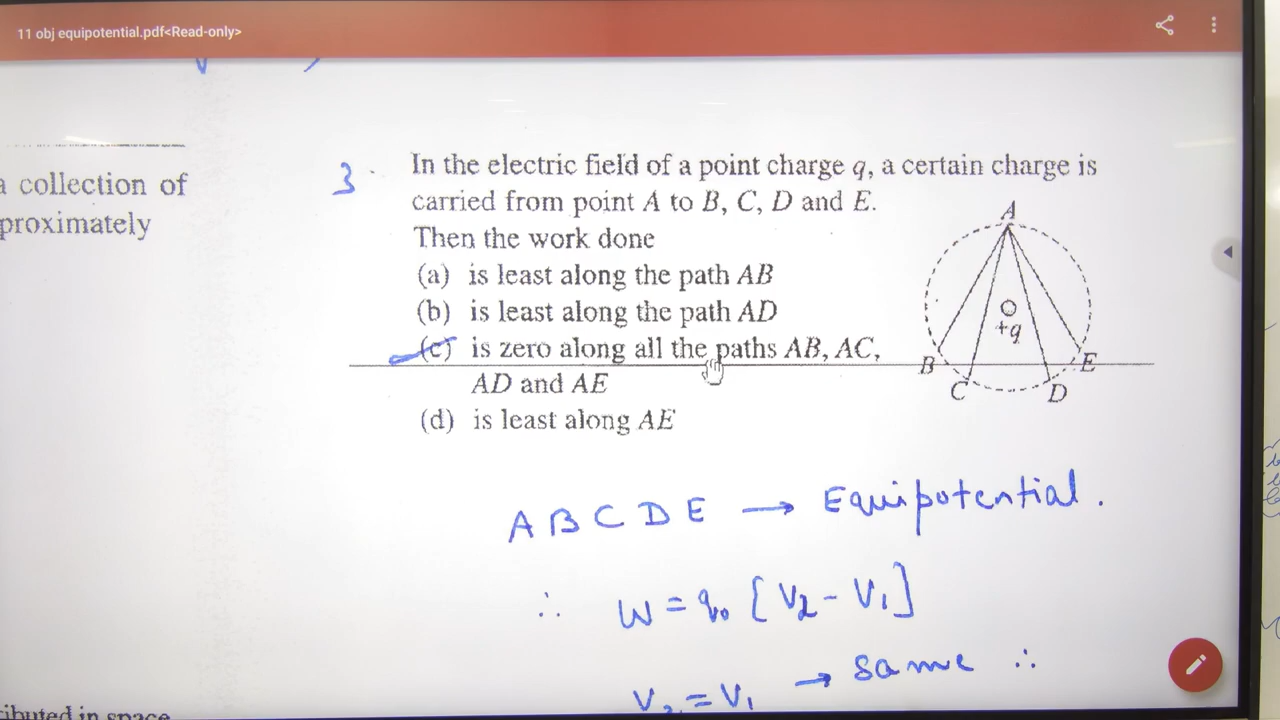 11 obj equipotential.pdf<Read-only>
a collection of
proximately
3.
In the electric field of a point charge q, a certain charge is
carried from point A to B, C, D and E.
Then the work done
(a) is least along the path AB
(b) is least along the path AD
(c) is zero along all the paths AB, AC,
AD and AE
(d) is least along AE
A
+q
B
C
D
E
A B C D E → Equipotential.
∴ W = q₀ [V₂ - V₁]
V₂ = V₁ → same ∴
tributed in space